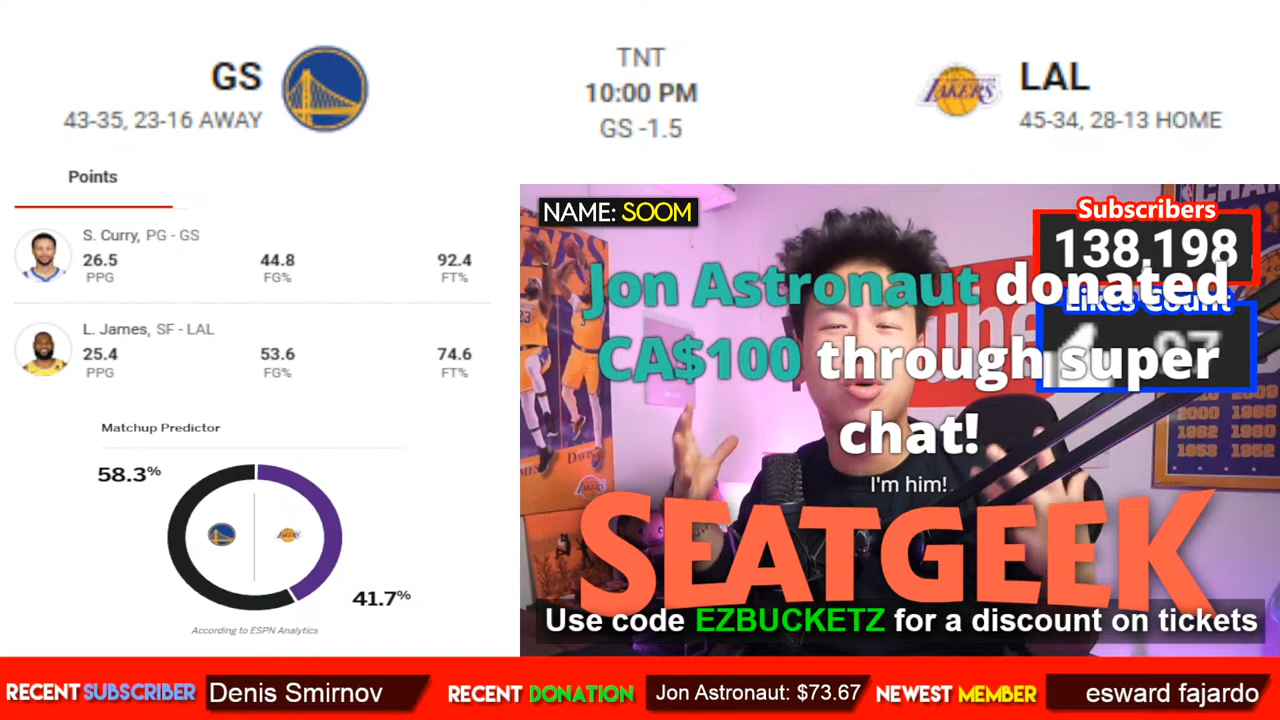 GS
43-35, 23-16 AWAY
TNT
10:00 PM
GS -1.5
LAKERS
LAL
45-34, 28-13 HOME
Points
S. Curry, PG - GS
26.5
44.8
92.4
PPG
FG%
FT%
L. James, SF - LAL
25.4
53.6
74.6
PPG
FG%
FT%
Matchup Predictor
58.3%
41.7%
According to ESPN Analytics
NAME: SOOM
Subscribers
138,198
Likes Count
Jon Astronaut donated
CA$100 through super
chat!
I'm him!
SEATGEEK
Use code EZBUCKETZ for a discount on tickets
RECENT SUBSCRIBER
Denis Smirnov
RECENT DONATION
Jon Astronaut: $73.67
NEWEST MEMBER
esward fajardo